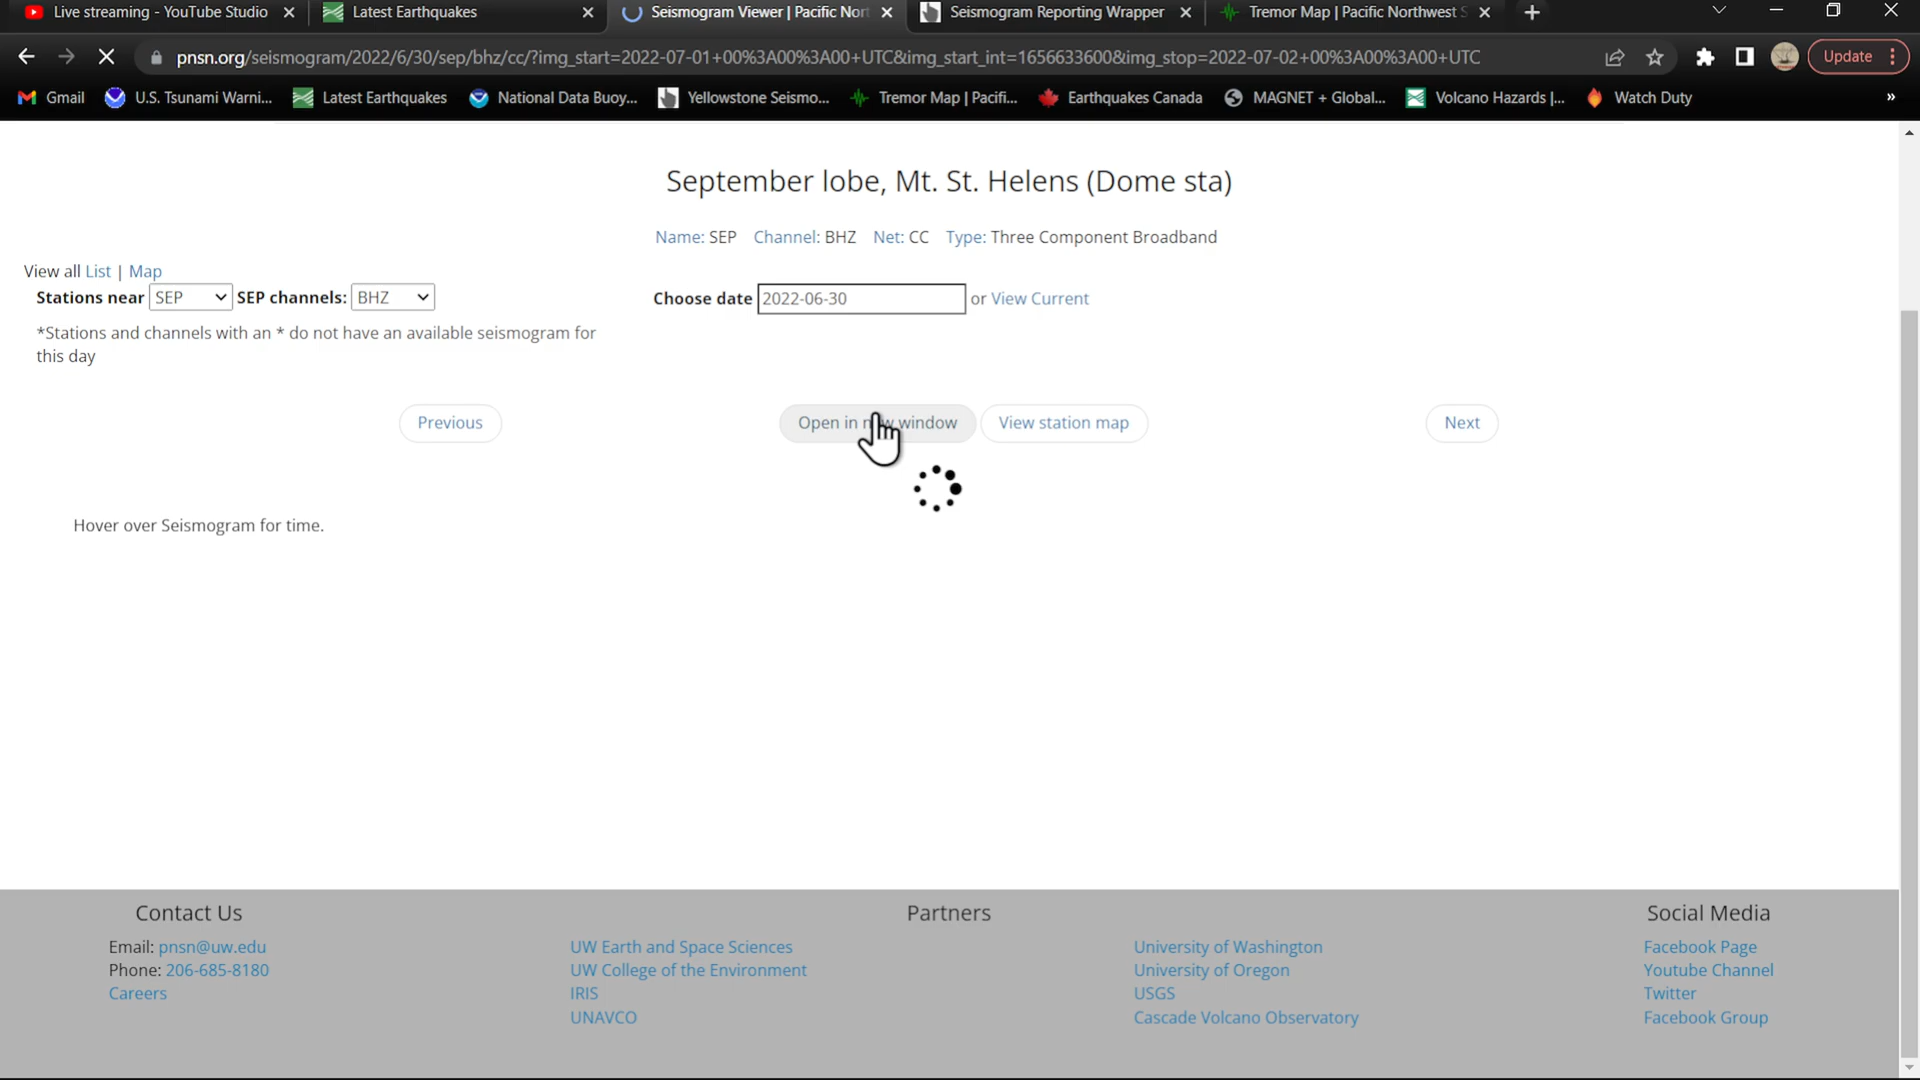 Live streaming - YouTube Studio
Latest Earthquakes
Seismogram Viewer | Pacific Nor
Seismogram Reporting Wrapper
Tremor Map | Pacific Northwest S
pnsn.org/seismogram/2022/6/30/sep/bhz/cc/?img_start=2022-07-01+00%3A00%3A00+UTC&img_start_int=1656633600&img_stop=2022-07-02+00%3A00%3A00+UTC
Update
Gmail
U.S. Tsunami Warni...
Latest Earthquakes
National Data Buoy...
Yellowstone Seismo...
Tremor Map | Pacifi...
Earthquakes Canada
MAGNET + Global...
Volcano Hazards |...
Watch Duty
»
September lobe, Mt. St. Helens (Dome sta)
Name: SEP Channel: BHZ Net: CC Type: Three Component Broadband
View all List | Map
Stations near SEP SEP channels: BHZ
Choose date 2022-06-30 or View Current
*Stations and channels with an * do not have an available seismogram for
this day
Previous
Open in new window
View station map
Next
Hover over Seismogram for time.
Contact Us
Email: pnsn@uw.edu
Phone: 206-685-8180
Careers
Partners
UW Earth and Space Sciences
UW College of the Environment
IRIS
UNAVCO
University of Washington
University of Oregon
USGS
Cascade Volcano Observatory
Social Media
Facebook Page
Youtube Channel
Twitter
Facebook Group